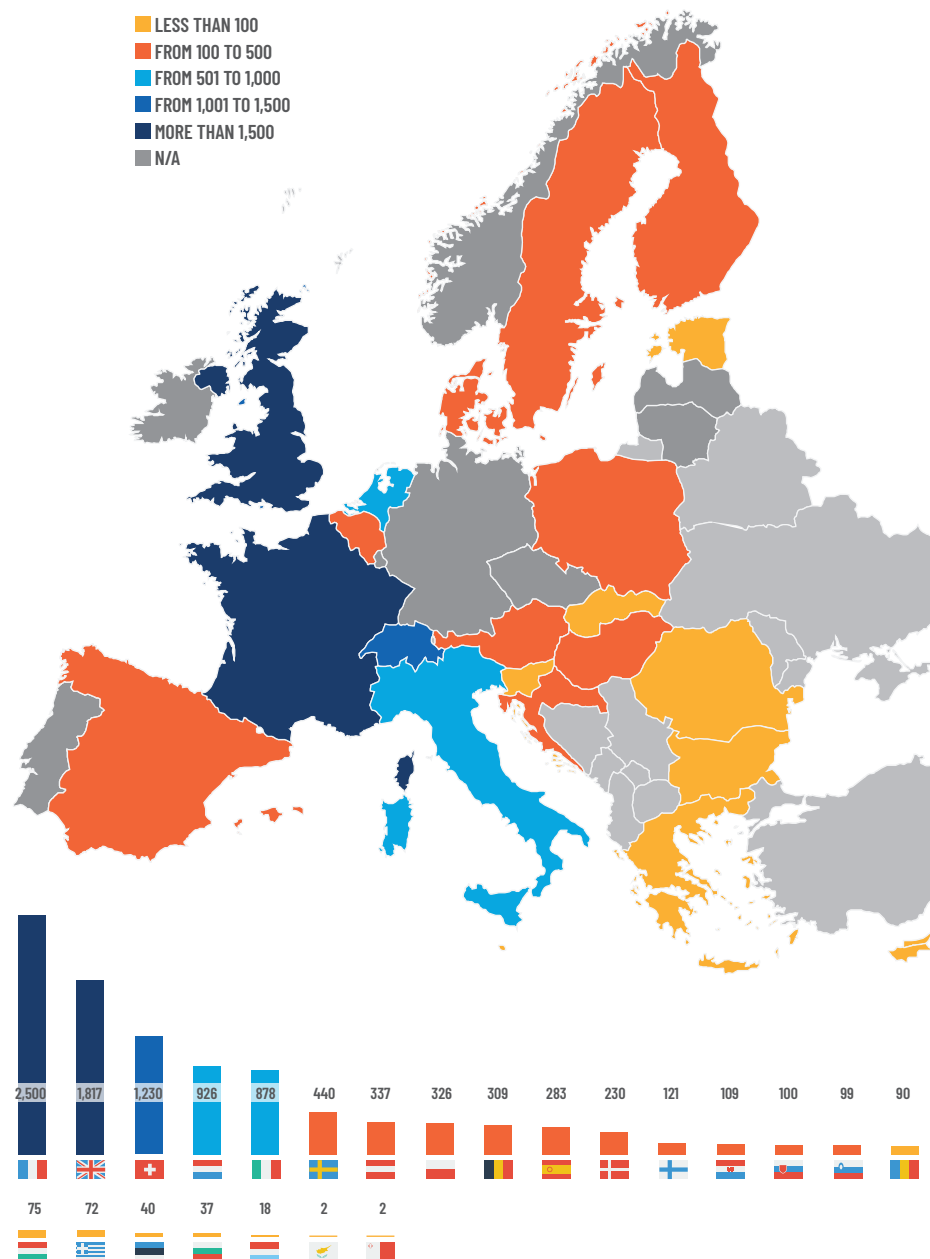 LESS THAN 100
FROM 100 TO 500
FROM 501 TO 1,000
FROM 1,001 TO 1,500
MORE THAN 1,500
N/A
2,500 1,817 1,230 926 878 440 337 326 309 283 230 121 109 100 99 90
75 72 40 37 18 2 2